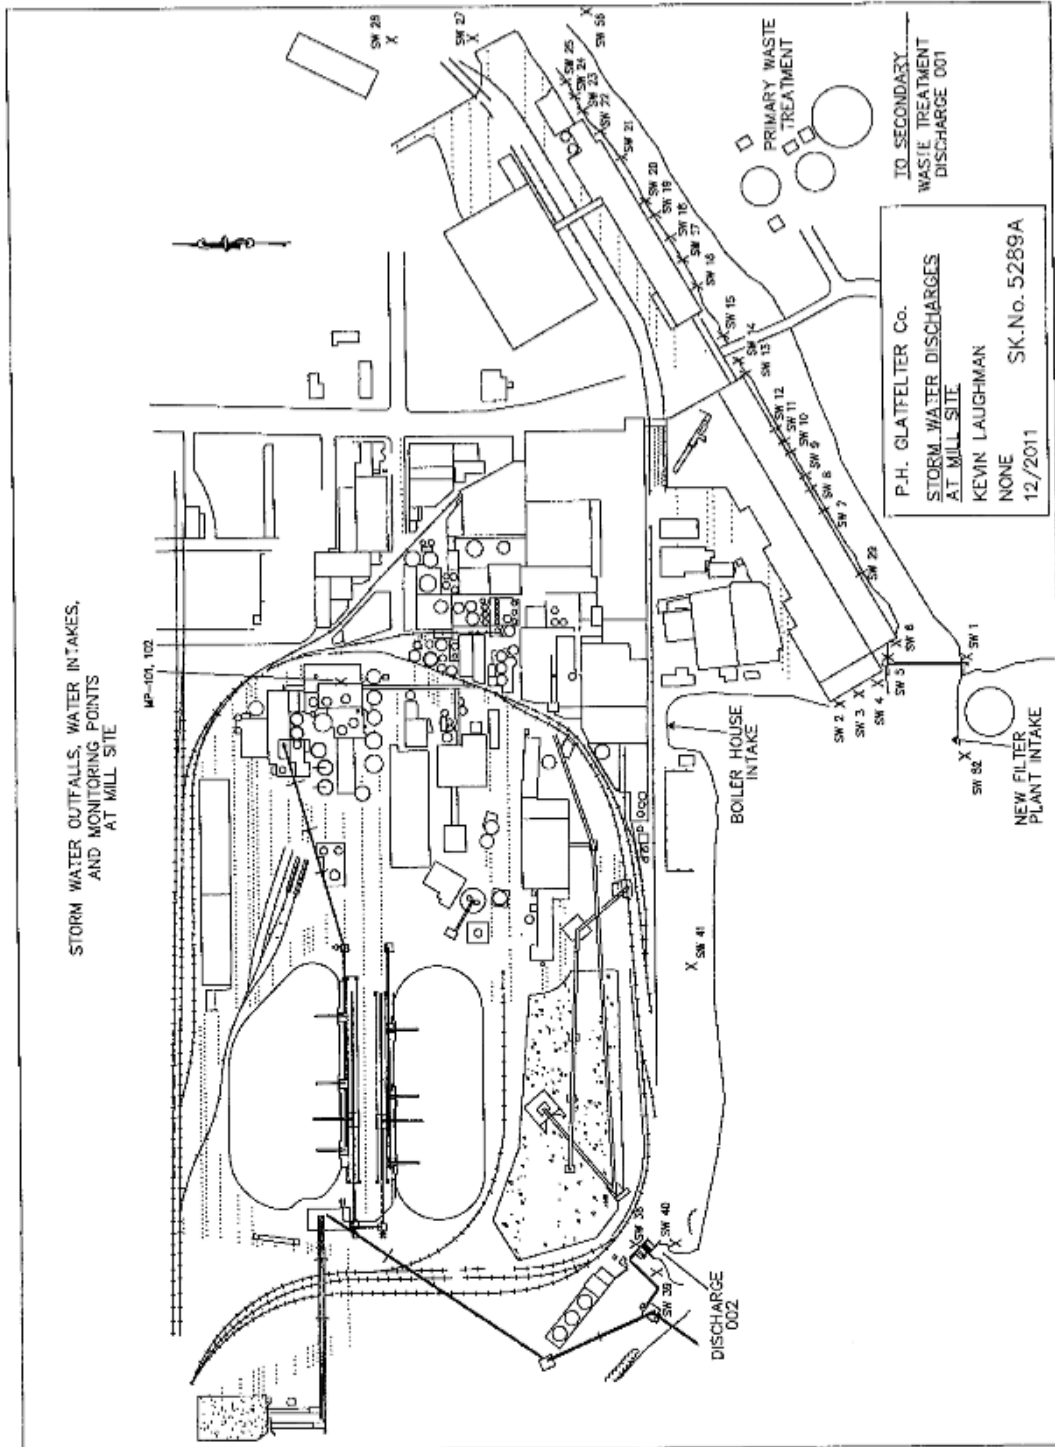 STORM WATER OUTFALLS, WATER INTAKES,
AND MONITORING POINTS
AT MILL SITE
MP-101, 102
SW 28
SW 27
SW 56
SW 25
SW 24
SW 23
SW 22
SW 21
SW 20
SW 19
SW 18
SW 17
SW 16
SW 15
SW 14
SW 13
SW 12
SW 11
SW 10
SW 9
SW 8
SW 7
SW 29
SW 6
SW 5
SW 4
SW 3
SW 2
SW 1
SW 52
NEW FILTER
PLANT INTAKE
BOILER HOUSE
INTAKE
SW 41
SW 40
SW 39
DISCHARGE
002
PRIMARY WASTE
TREATMENT
TO SECONDARY
WASTE TREATMENT
DISCHARGE 001
P.H. GLATFELTER Co.
STORM WATER DISCHARGES
AT MILL SITE
KEVIN LAUGHMAN
NONE
12/2011 SK.No. 5289A